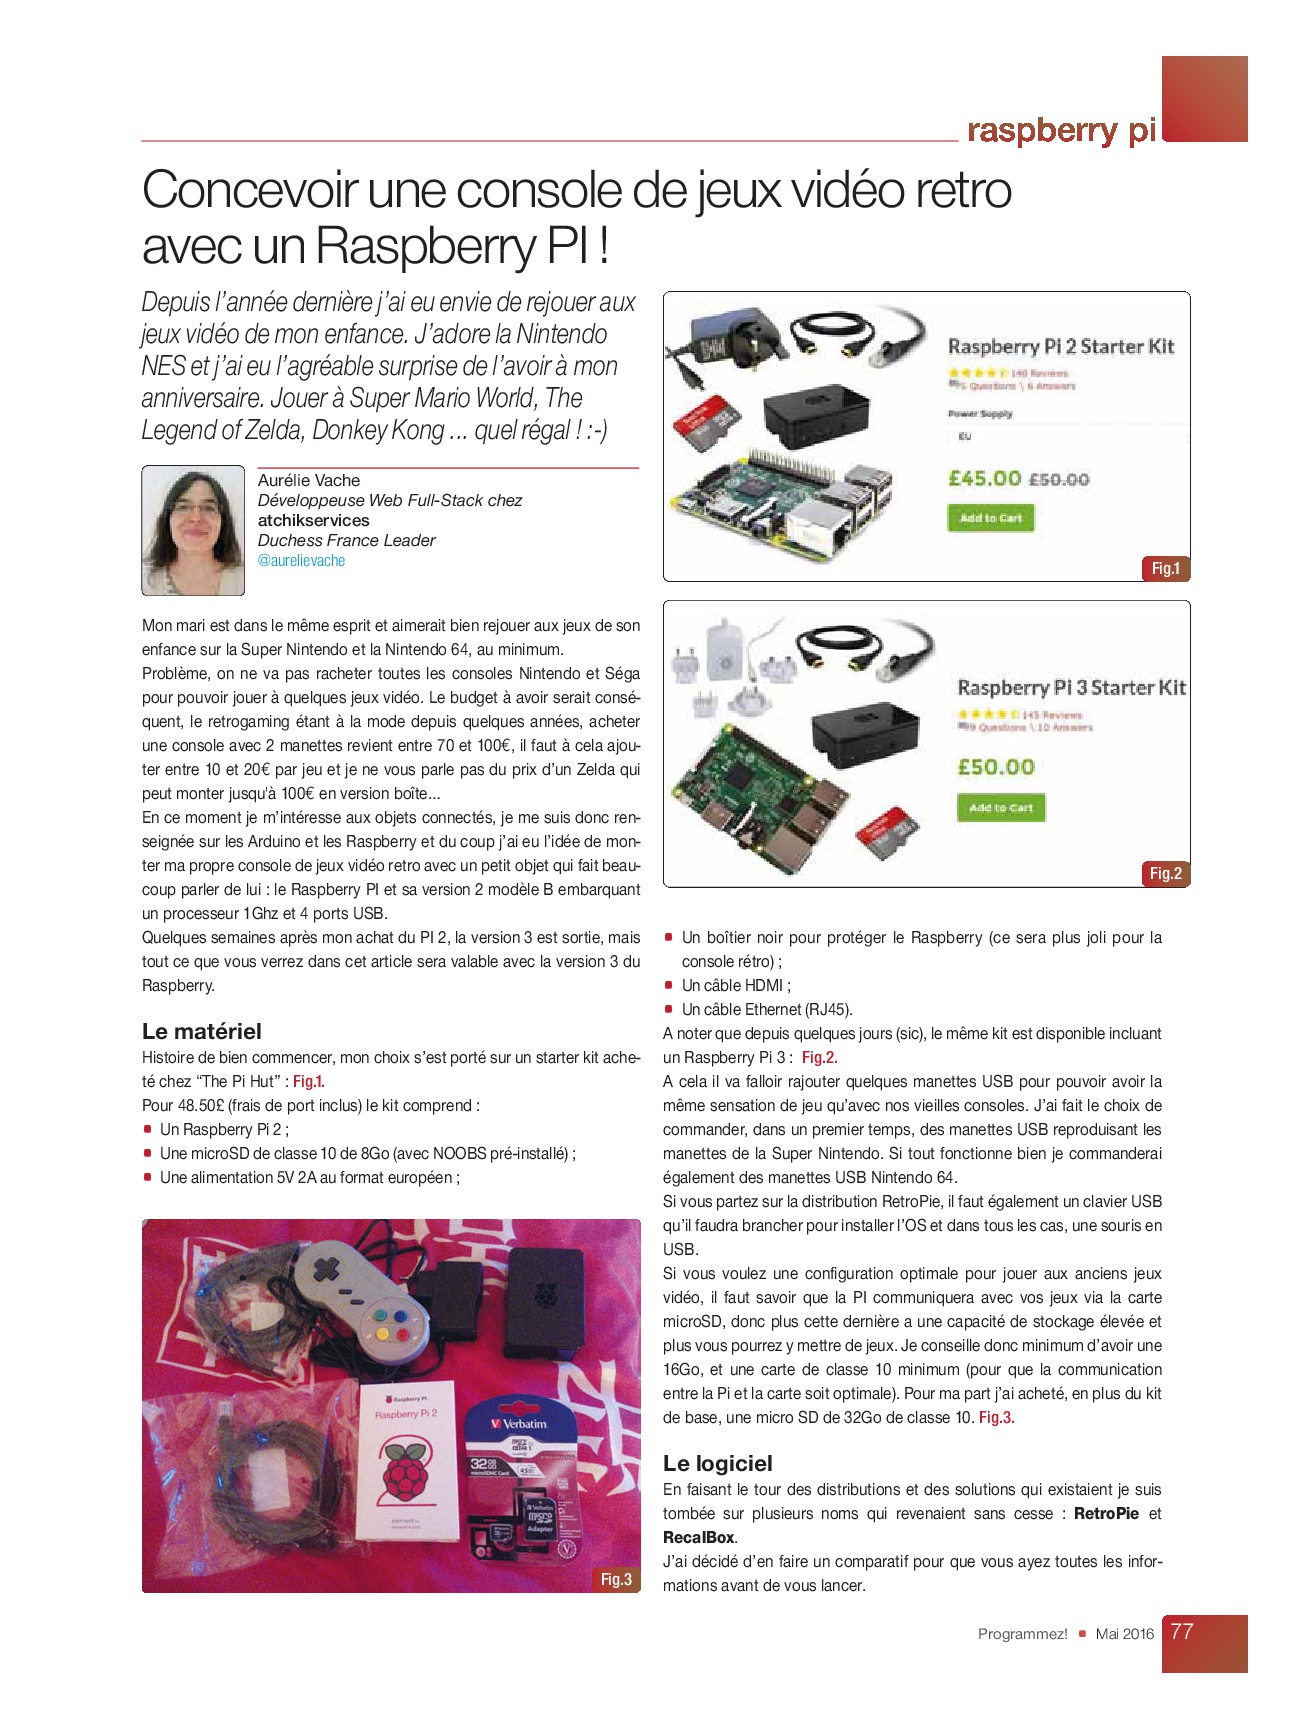 raspberry pi
Concevoir une console de jeux vidéo retro
avec un Raspberry PI !
Depuis l'année dernière j'ai eu envie de rejouer aux
jeux vidéo de mon enfance. J'adore la Nintendo
NES et j'ai eu l'agréable surprise de l'avoir à mon
anniversaire. Jouer à Super Mario World, The
Legend of Zelda, Donkey Kong ... quel régal ! :-)
Aurélie Vache
Développeuse Web Full-Stack chez
atchikservices
Duchess France Leader
@aurelievache
Mon mari est dans le même esprit et aimerait bien rejouer aux jeux de son
enfance sur la Super Nintendo et la Nintendo 64, au minimum.
Problème, on ne va pas racheter toutes les consoles Nintendo et Séga
pour pouvoir jouer à quelques jeux vidéo. Le budget à avoir serait consé-
quent, le retrogaming étant à la mode depuis quelques années, acheter
une console avec 2 manettes revient entre 70 et 100€, il faut à cela ajou-
ter entre 10 et 20€ par jeu et je ne vous parle pas du prix d'un Zelda qui
peut monter jusqu'à 100€ en version boîte...
En ce moment je m'intéresse aux objets connectés, je me suis donc ren-
seignée sur les Arduino et les Raspberry et du coup j'ai eu l'idée de mon-
ter ma propre console de jeux vidéo retro avec un petit objet qui fait beau-
coup parler de lui : le Raspberry PI et sa version 2 modèle B embarquant
un processeur 1Ghz et 4 ports USB.
Quelques semaines après mon achat du PI 2, la version 3 est sortie, mais
tout ce que vous verrez dans cet article sera valable avec la version 3 du
Raspberry.
Le matériel
Histoire de bien commencer, mon choix s'est porté sur un starter kit ache-
té chez “The Pi Hut” : Fig.1.
Pour 48.50£ (frais de port inclus) le kit comprend :
Un Raspberry Pi 2 ;
Une microSD de classe 10 de 8Go (avec NOOBS pré-installé) ;
Une alimentation 5V 2A au format européen ;
Raspberry Pi
Raspberry Pi 2
element14
Verbatim
32GB
microSDHC Card
Verbatim
micro
Adapter
Fig.3
Raspberry Pi 2 Starter Kit
140 Reviews
5 Questions \ 6 Answers
Power Supply
EU
£45.00 £50.00
Add to Cart
Fig.1
Raspberry Pi 3 Starter Kit
143 Reviews
9 Questions \ 10 Answers
£50.00
Add to Cart
Fig.2
Un boîtier noir pour protéger le Raspberry (ce sera plus joli pour la
console rétro) ;
Un câble HDMI ;
Un câble Ethernet (RJ45).
A noter que depuis quelques jours (sic), le même kit est disponible incluant
un Raspberry Pi 3 : Fig.2.
A cela il va falloir rajouter quelques manettes USB pour pouvoir avoir la
même sensation de jeu qu'avec nos vieilles consoles. J'ai fait le choix de
commander, dans un premier temps, des manettes USB reproduisant les
manettes de la Super Nintendo. Si tout fonctionne bien je commanderai
également des manettes USB Nintendo 64.
Si vous partez sur la distribution RetroPie, il faut également un clavier USB
qu'il faudra brancher pour installer l'OS et dans tous les cas, une souris en
USB.
Si vous voulez une configuration optimale pour jouer aux anciens jeux
vidéo, il faut savoir que la PI communiquera avec vos jeux via la carte
microSD, donc plus cette dernière a une capacité de stockage élevée et
plus vous pourrez y mettre de jeux. Je conseille donc minimum d'avoir une
16Go, et une carte de classe 10 minimum (pour que la communication
entre la Pi et la carte soit optimale). Pour ma part j'ai acheté, en plus du kit
de base, une micro SD de 32Go de classe 10. Fig.3.
Le logiciel
En faisant le tour des distributions et des solutions qui existaient je suis
tombée sur plusieurs noms qui revenaient sans cesse : RetroPie et
RecalBox.
J'ai décidé d'en faire un comparatif pour que vous ayez toutes les infor-
mations avant de vous lancer.
Programmez! Mai 2016 77